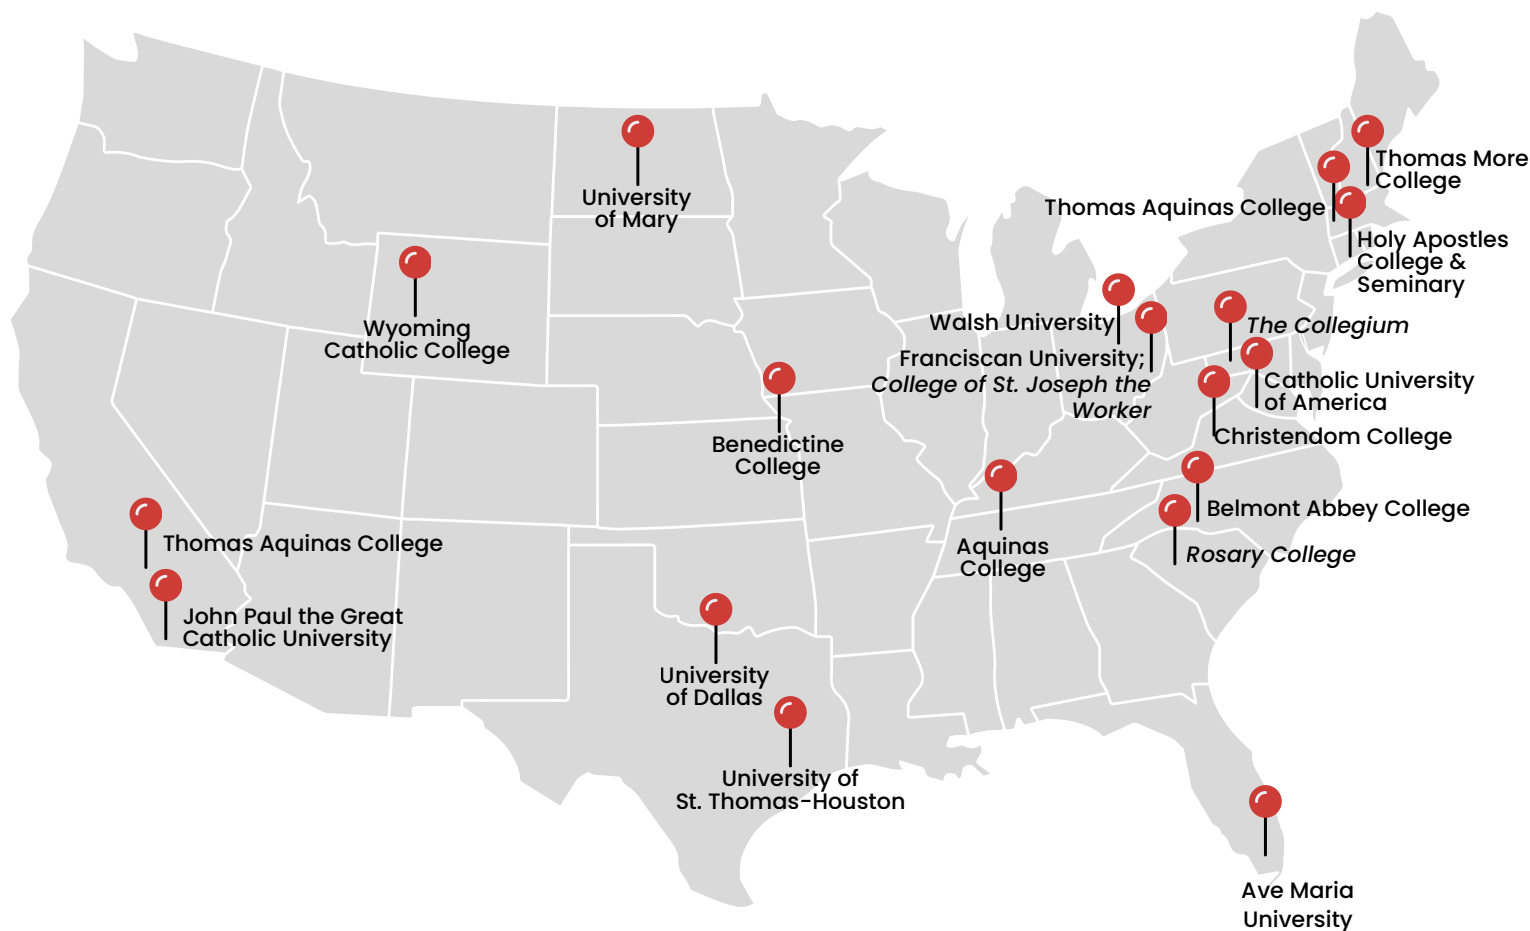 University
of Mary
Thomas More
College
Thomas Aquinas College
Holy Apostles
College &
Seminary
Wyoming
Catholic College
Walsh University
The Collegium
Franciscan University;
College of St. Joseph the
Worker
Catholic University
of America
Christendom College
Benedictine
College
Belmont Abbey College
Thomas Aquinas College
Aquinas
College
Rosary College
John Paul the Great
Catholic University
University
of Dallas
University of
St. Thomas-Houston
Ave Maria
University